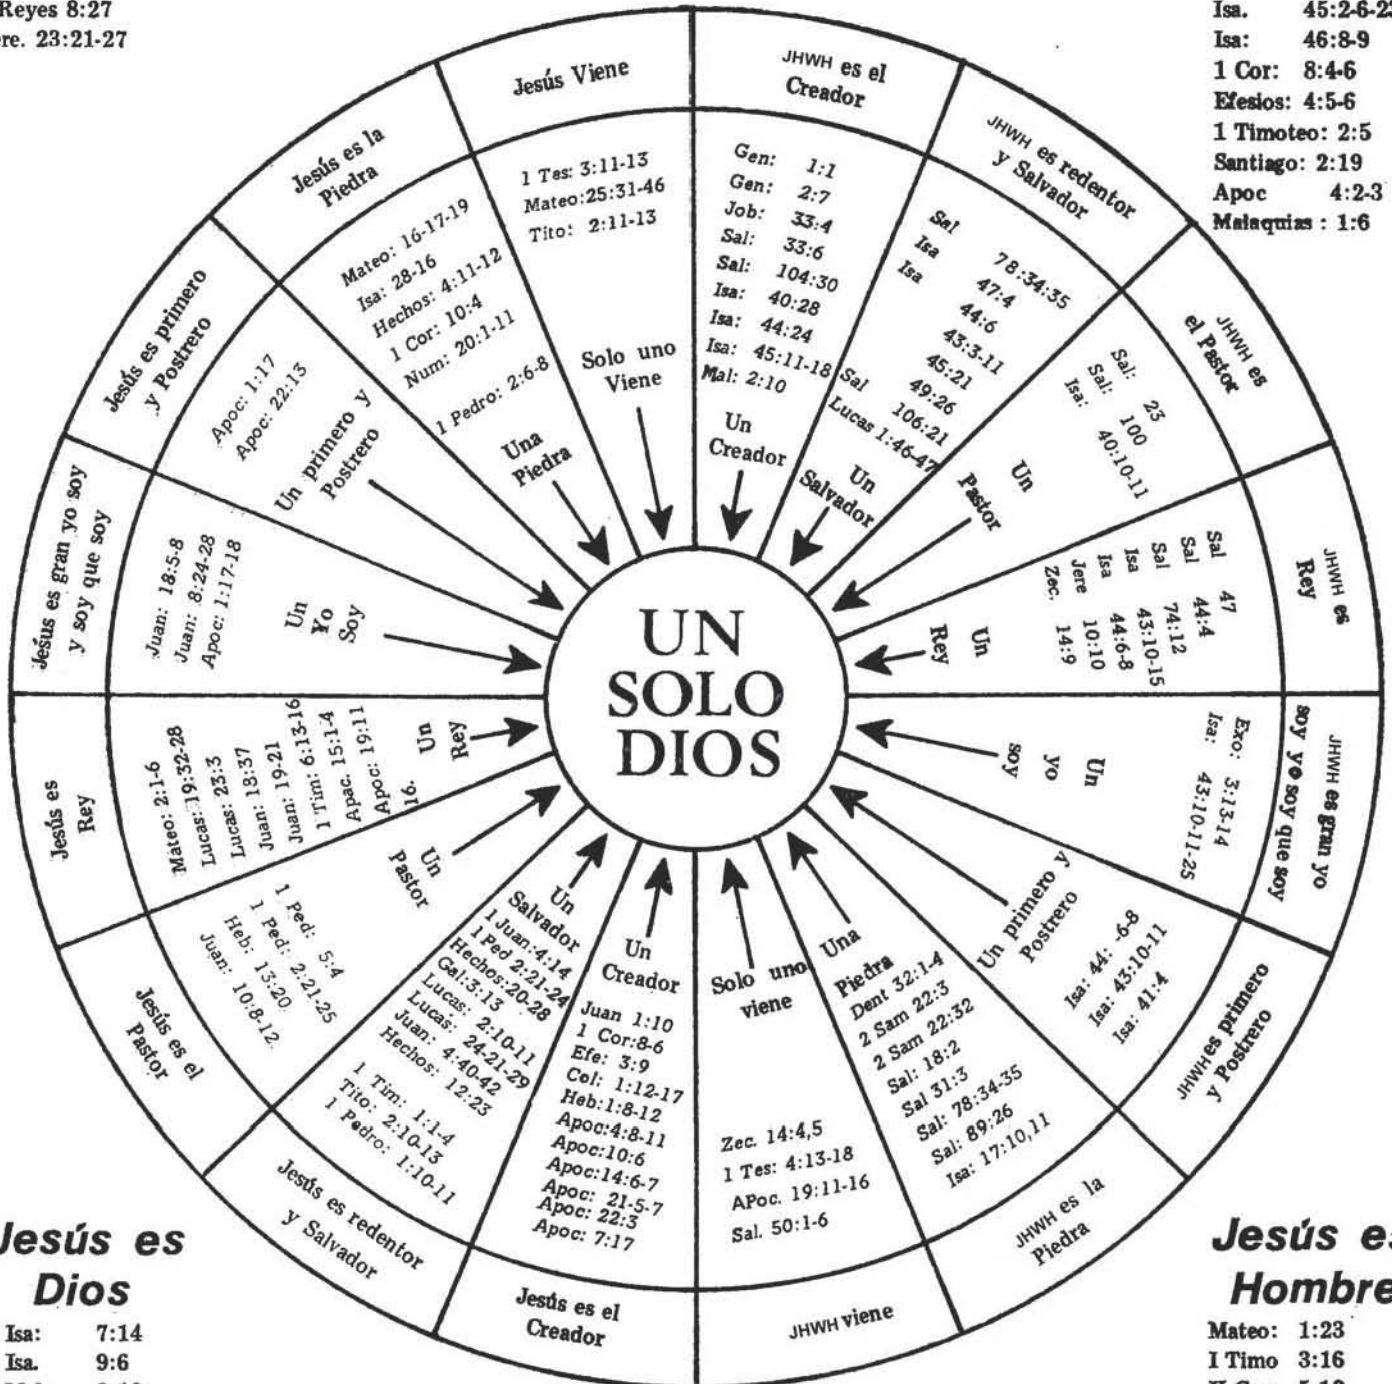 Reyes 8:27
re. 23:21-27
Isa. 45:2-6-22
Isa: 46:8-9
1 Cor: 8:4-6
Efesios: 4:5-6
1 Timoteo: 2:5
Santiago: 2:19
Apoc 4:2-3
Malaquias : 1:6
UN
SOLO
DIOS
JHWH es el
Creador
Gen: 1:1
Gen: 2:7
Job: 33:4
Sal: 33:6
Sal: 104:30
Isa: 40:28
Isa: 44:24
Isa: 45:11-18
Mal: 2:10
Un
Creador
JHWH es redentor
y Salvador
Sal 78:34:35
Isa 47:4
Isa 44:6
43:3-11
45:21
49:26
Sal 106:21
Lucas 1:46-47
Un
Salvador
JHWH es
el Pastor
Sal: 23
Sal: 100
Isa: 40:10-11
Un
Pastor
JHWH es
Rey
Sal 47
Sal 44:4
Sal 74:12
Isa 43:10-15
Isa 44:6-8
Jere 10:10
Zec. 14:9
Un
Rey
JHWH es gran yo
soy yo soy que soy
Exo: 3:13-14
Isa: 43:10-11-25
Un
yo
soy
JHWH es primero
y Postrero
Isa: 44: -6-8
Isa: 43:10-11
Isa: 41:4
Un primero y
Postrero
JHWH es la
Piedra
Una
Piedra
Dent 32:1-4
2 Sam 22:3
2 Sam 22:32
Sal: 18:2
Sal 31:3
Sal: 78:34-35
Sal: 89:26
Isa: 17:10,11
JHWH viene
Solo uno
viene
Zec. 14:4,5
1 Tes: 4:13-18
APoc. 19:11-16
Sal. 50:1-6
Jesús es el
Creador
Un
Creador
Juan 1:10
1 Cor:8-6
Efe: 3:9
Col: 1:12-17
Heb:1:8-12
Apoc:4:8-11
Apoc:10:6
Apoc:14:6-7
Apoc: 21-5-7
Apoc: 22:3
Apoc: 7:17
Jesús es redentor
y Salvador
Un
Salvador
1 Juan:4:14
1 Ped 2:21-24
Hechos:20-28
Gal:3:13
Lucas: 2:10-11
Lucas: 24-21-29
Juan: 4:40-42
Hechos: 12:23
1 Tim: 1:1-4
Tito: 2:10-13
1 Pedro: 1:10-11
Jesús es el
Pastor
Un
Pastor
1 Ped: 5:4
1 Ped: 2:21-25
Heb: 13:20
Juan: 10:8-12
Jesús es
Rey
Mateo: 2:1-6
Lucas:19:32-28
Lucas: 23:3
Juan: 18:37
Juan: 19-21
1 Tim: 6:13-16
Apac. 15:1-4
Apoc: 19:11
16.
Un
Rey
Jesús es gran yo soy
y soy que soy
Juan: 18:5-8
Juan: 8:24-28
Apoc: 1:17-18
Un
Yo
Soy
Jesús es primero
y Postrero
Apoc: 1:17
Apoc: 22:13
Un primero y
Postrero
Jesús es la
Piedra
Mateo: 16-17-19
Isa: 28-16
Hechos: 4:11-12
1 Cor: 10:4
Num: 20:1-11
1 Pedro: 2:6-8
Una
Piedra
Jesús Viene
1 Tes: 3:11-13
Mateo:25:31-46
Tito: 2:11-13
Solo uno
Viene
Jesús es
Dios
Isa: 7:14
Isa. 9:6
Jesús es
Hombre
Mateo: 1:23
I Timo 3:16